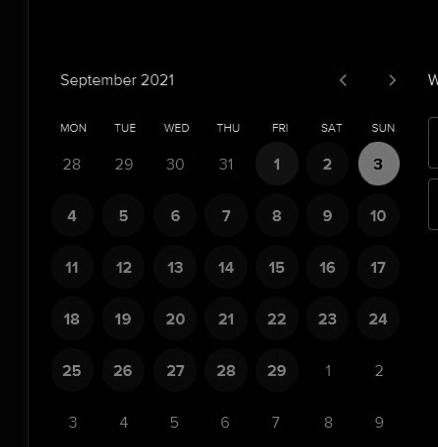 September 2021 < > W
MON TUE WED THU FRI SAT SUN
28 29 30 31 1 2 3
4 5 6 7 8 9 10
11 12 13 14 15 16 17
18 19 20 21 22 23 24
25 26 27 28 29 1 2
3 4 5 6 7 8 9